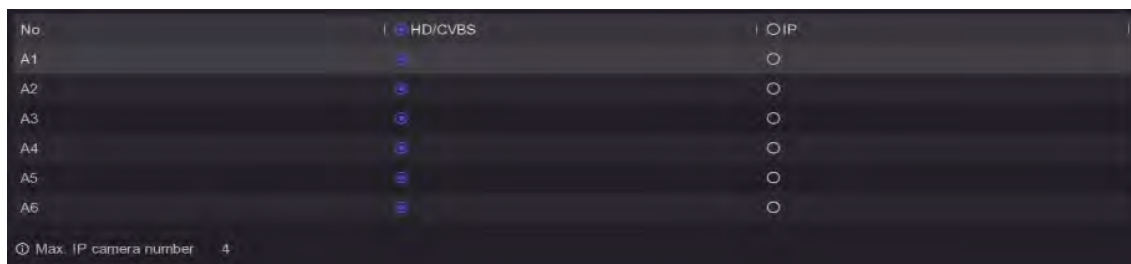 No. HD/CVBS IP
A1
A2
A3
A4
A5
A6
Max. IP camera number 4